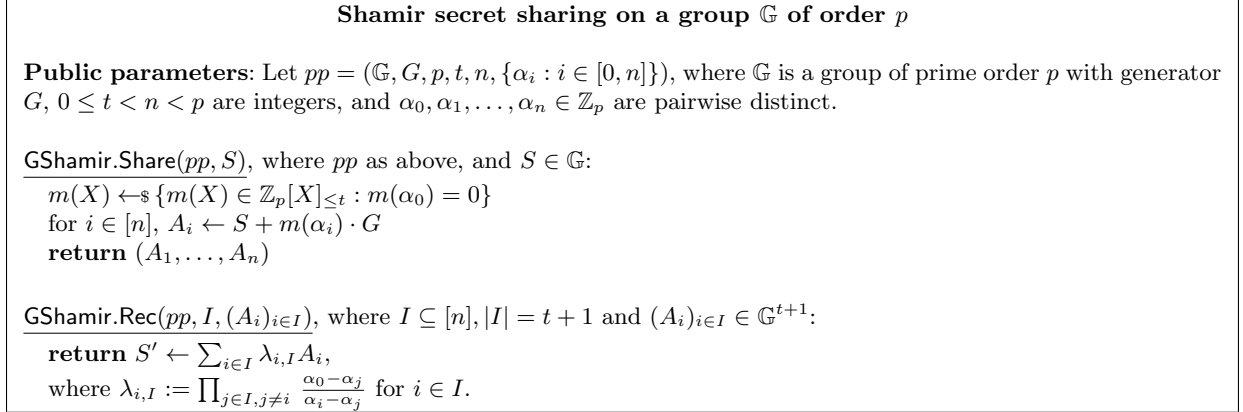 Shamir secret sharing on a group 𝔾 of order p
Public parameters: Let pp = (𝔾, G, p, t, n, {α_i : i ∈ [0, n]}), where 𝔾 is a group of prime order p with generator
G, 0 ≤ t < n < p are integers, and α_0, α_1, . . . , α_n ∈ ℤ_p are pairwise distinct.
GShamir.Share(pp, S), where pp as above, and S ∈ 𝔾:
m(X) ←$ {m(X) ∈ ℤ_p[X]_{≤t} : m(α_0) = 0}
for i ∈ [n], A_i ← S + m(α_i) · G
return (A_1, . . . , A_n)
GShamir.Rec(pp, I, (A_i)_{i∈I}), where I ⊆ [n], |I| = t + 1 and (A_i)_{i∈I} ∈ 𝔾^{t+1}:
return S′ ← ∑_{i∈I} λ_{i,I} A_i,
where λ_{i,I} := ∏_{j∈I,j≠i} \frac{α_0−α_j}{α_i−α_j} for i ∈ I.